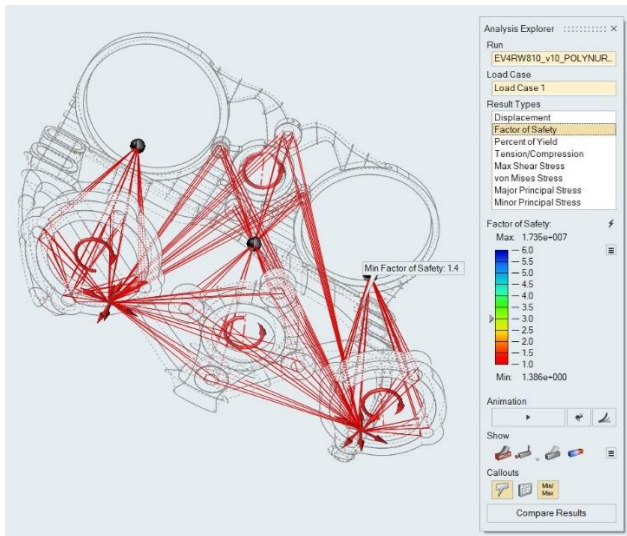 Analysis Explorer
Run
EV4RW810_v10_POLYNUR...
Load Case
Load Case 1
Result Types
Displacement
Factor of Safety
Percent of Yield
Tension/Compression
Max Shear Stress
von Mises Stress
Major Principal Stress
Minor Principal Stress
Factor of Safety:
Max: 1.735e+007
6.0
5.5
5.0
4.5
4.0
3.5
3.0
2.5
2.0
1.5
1.0
Min: 1.386e+000
Min Factor of Safety: 1.4
Animation
Show
Callouts
Min/
Max
Compare Results